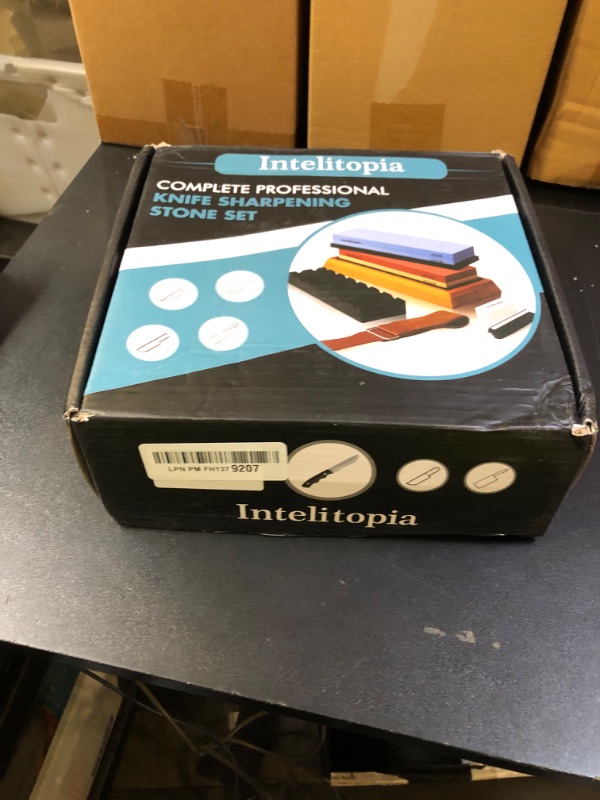 Intelitopia
COMPLETE PROFESSIONAL
KNIFE SHARPENING
STONE SET
LPN PM FH137 9207
Intelitopia